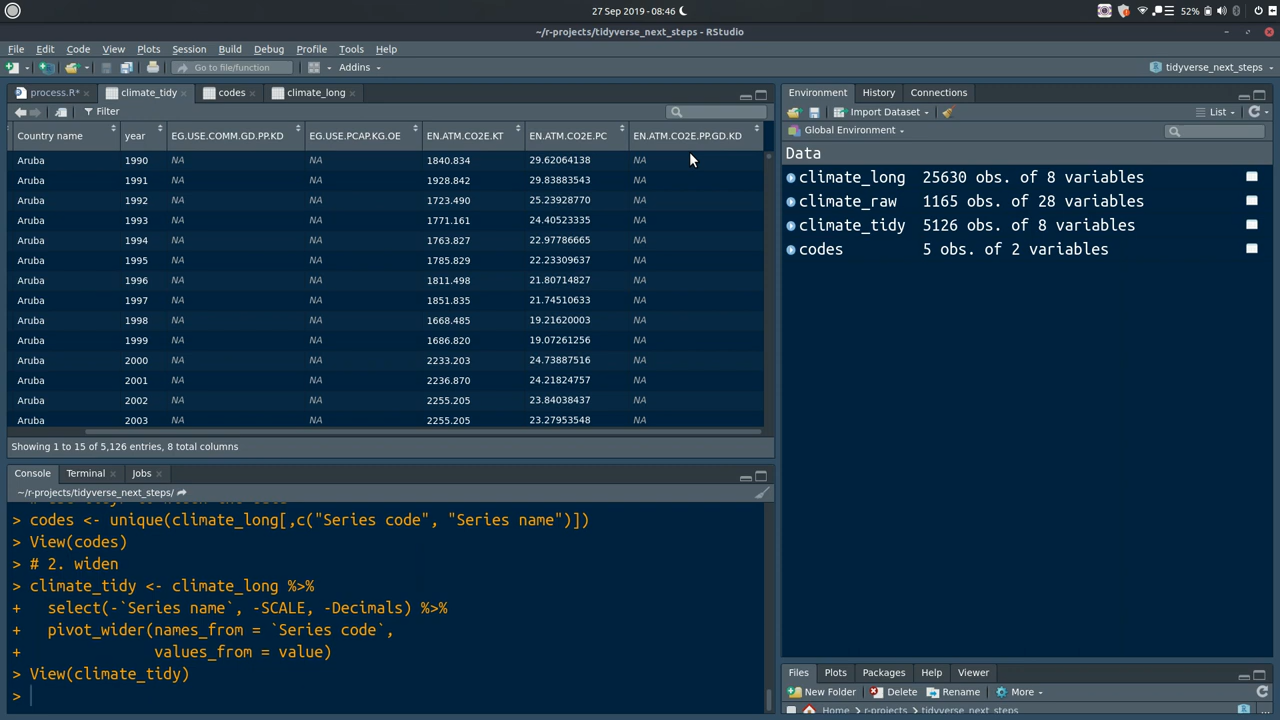 27 Sep 2019 - 08:46
52%
~/r-projects/tidyverse_next_steps - RStudio
File Edit Code View Plots Session Build Debug Profile Tools Help
Go to file/function Addins tidyverse_next_steps
process.R* climate_tidy codes climate_long
Filter
Country name year EG.USE.COMM.GD.PP.KD EG.USE.PCAP.KG.OE EN.ATM.CO2E.KT EN.ATM.CO2E.PC EN.ATM.CO2E.PP.GD.KD
Aruba 1990 NA NA 1840.834 29.62064138 NA
Aruba 1991 NA NA 1928.842 29.83883543 NA
Aruba 1992 NA NA 1723.490 25.23928770 NA
Aruba 1993 NA NA 1771.161 24.40523335 NA
Aruba 1994 NA NA 1763.827 22.97786665 NA
Aruba 1995 NA NA 1785.829 22.23309637 NA
Aruba 1996 NA NA 1811.498 21.80714827 NA
Aruba 1997 NA NA 1851.835 21.74510633 NA
Aruba 1998 NA NA 1668.485 19.21620003 NA
Aruba 1999 NA NA 1686.820 19.07261256 NA
Aruba 2000 NA NA 2233.203 24.73887516 NA
Aruba 2001 NA NA 2236.870 24.21824757 NA
Aruba 2002 NA NA 2255.205 23.84038437 NA
Aruba 2003 NA NA 2255.205 23.27953548 NA
Showing 1 to 15 of 5,126 entries, 8 total columns
Console Terminal Jobs
~/r-projects/tidyverse_next_steps/
> codes <- unique(climate_long[,c("Series code", "Series name")])
> View(codes)
> # 2. widen
> climate_tidy <- climate_long %>%
+ select(-`Series name`, -SCALE, -Decimals) %>%
+ pivot_wider(names_from = `Series code`,
+ values_from = value)
> View(climate_tidy)
>
Environment History Connections
Import Dataset List
Global Environment
Data
climate_long 25630 obs. of 8 variables
climate_raw 1165 obs. of 28 variables
climate_tidy 5126 obs. of 8 variables
codes 5 obs. of 2 variables
Files Plots Packages Help Viewer
New Folder Delete Rename More
Home r-projects tidyverse_next_steps